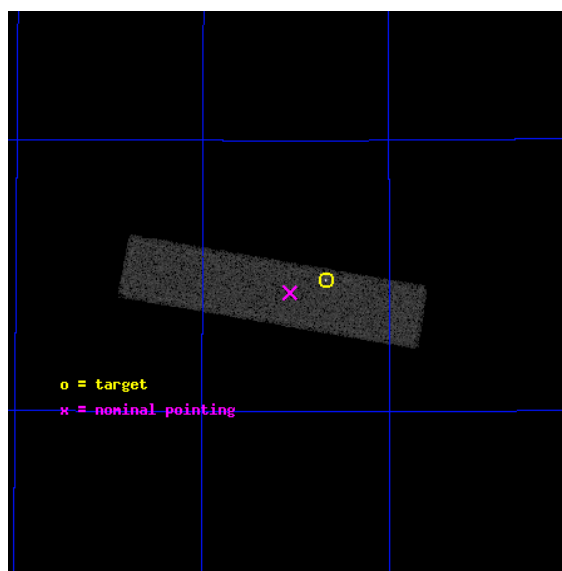 o = target
x = nominal pointing